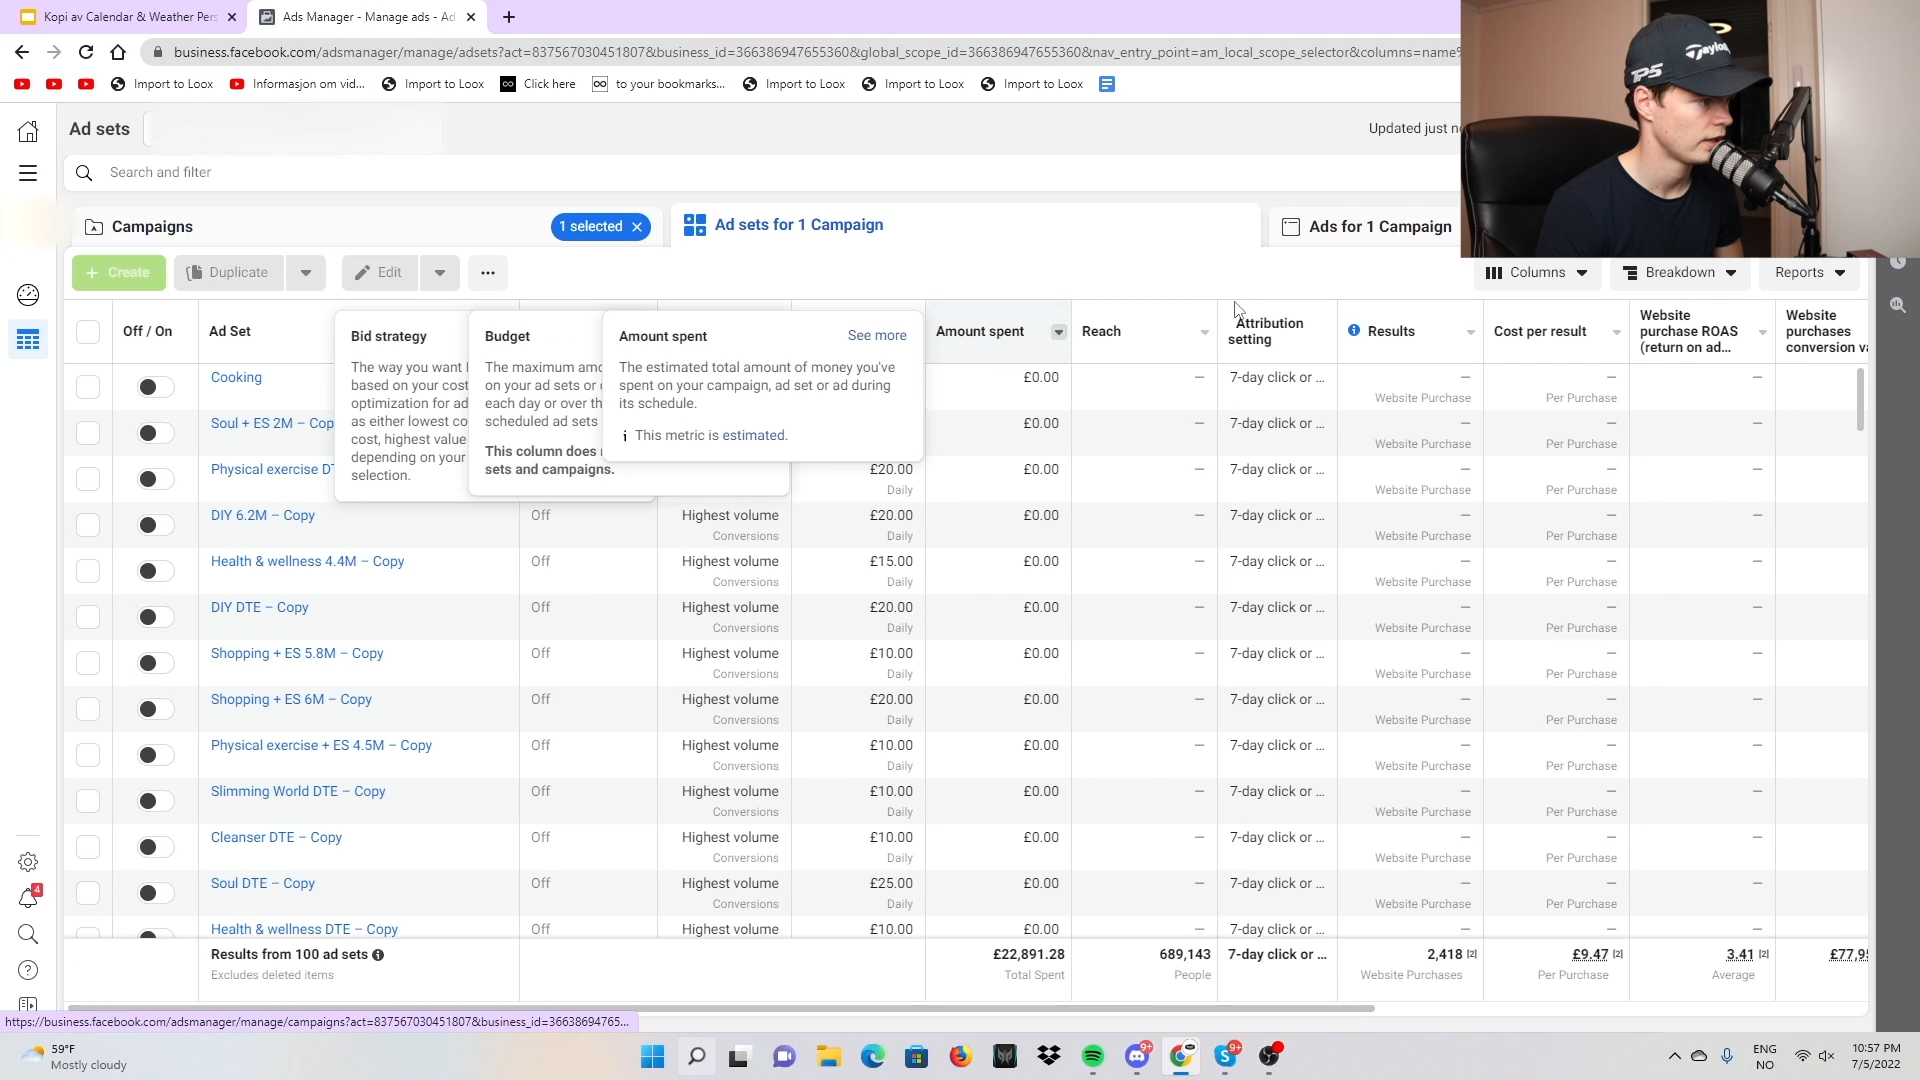 Kopi av Calendar & Weather Pers
Ads Manager - Manage ads - Ad
business.facebook.com/adsmanager/manage/adsets?act=837567030451807&business_id=366386947655360&global_scope_id=366386947655360&nav_entry_point=am_local_scope_selector&columns=name%
Import to Loox
Informasjon om vid...
Import to Loox
Click here
to your bookmarks...
Import to Loox
Import to Loox
Import to Loox
Ad sets
Updated just no
Search and filter
Campaigns
1 selected
Ad sets for 1 Campaign
Ads for 1 Campaign
+ Create
Duplicate
Edit
Columns
Breakdown
Reports
Off / On
Ad Set
Bid strategy
The way you want
based on your cost
optimization for ad
as either lowest co
cost, highest value
depending on your
selection.
Budget
The maximum amo
on your ad sets or
each day or over th
scheduled ad sets
This column does
sets and campaigns.
Amount spent
See more
The estimated total amount of money you've
spent on your campaign, ad set or ad during
its schedule.
This metric is estimated.
Amount spent
Reach
Attribution
setting
Results
Cost per result
Website
purchase ROAS
(return on ad...
Website
purchases
conversion va
Cooking £0.00 — 7-day click or ... — — —
Website Purchase Per Purchase
Soul + ES 2M – Cop £0.00 — 7-day click or ... — — —
Website Purchase Per Purchase
Physical exercise DT £20.00 £0.00 — 7-day click or ... — — —
Daily Website Purchase Per Purchase
DIY 6.2M – Copy Off Highest volume £20.00 £0.00 — 7-day click or ... — — —
Conversions Daily Website Purchase Per Purchase
Health & wellness 4.4M – Copy Off Highest volume £15.00 £0.00 — 7-day click or ... — — —
Conversions Daily Website Purchase Per Purchase
DIY DTE – Copy Off Highest volume £20.00 £0.00 — 7-day click or ... — — —
Conversions Daily Website Purchase Per Purchase
Shopping + ES 5.8M – Copy Off Highest volume £10.00 £0.00 — 7-day click or ... — — —
Conversions Daily Website Purchase Per Purchase
Shopping + ES 6M – Copy Off Highest volume £20.00 £0.00 — 7-day click or ... — — —
Conversions Daily Website Purchase Per Purchase
Physical exercise + ES 4.5M – Copy Off Highest volume £10.00 £0.00 — 7-day click or ... — — —
Conversions Daily Website Purchase Per Purchase
Slimming World DTE – Copy Off Highest volume £10.00 £0.00 — 7-day click or ... — — —
Conversions Daily Website Purchase Per Purchase
Cleanser DTE – Copy Off Highest volume £10.00 £0.00 — 7-day click or ... — — —
Conversions Daily Website Purchase Per Purchase
Soul DTE – Copy Off Highest volume £25.00 £0.00 — 7-day click or ... — — —
Conversions Daily Website Purchase Per Purchase
Health & wellness DTE – Copy Off Highest volume £10.00 £0.00 — 7-day click or ... — — —
Results from 100 ad sets £22,891.28 689,143 7-day click or ... 2,418 [2] £9.47 [2] 3.41 [2] £77,95
Excludes deleted items Total Spent People Website Purchases Per Purchase Average
https://business.facebook.com/adsmanager/manage/campaigns?act=837567030451807&business_id=36638694765...
4
59°F
Mostly cloudy
9+
9+
ENG
NO
10:57 PM
7/5/2022
TP5
Taylor